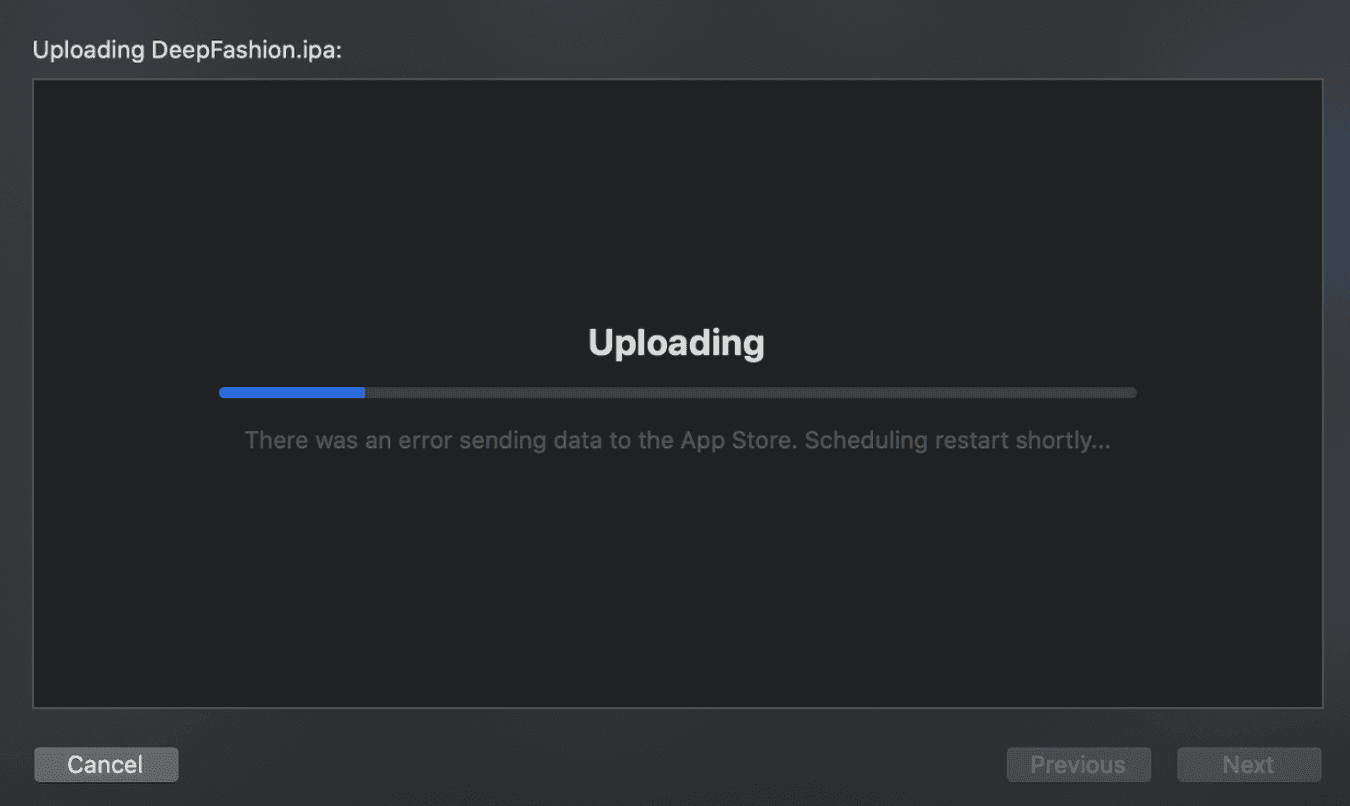 Uploading DeepFashion.ipa:
Uploading
There was an error sending data to the App Store. Scheduling restart shortly...
Cancel
Previous
Next